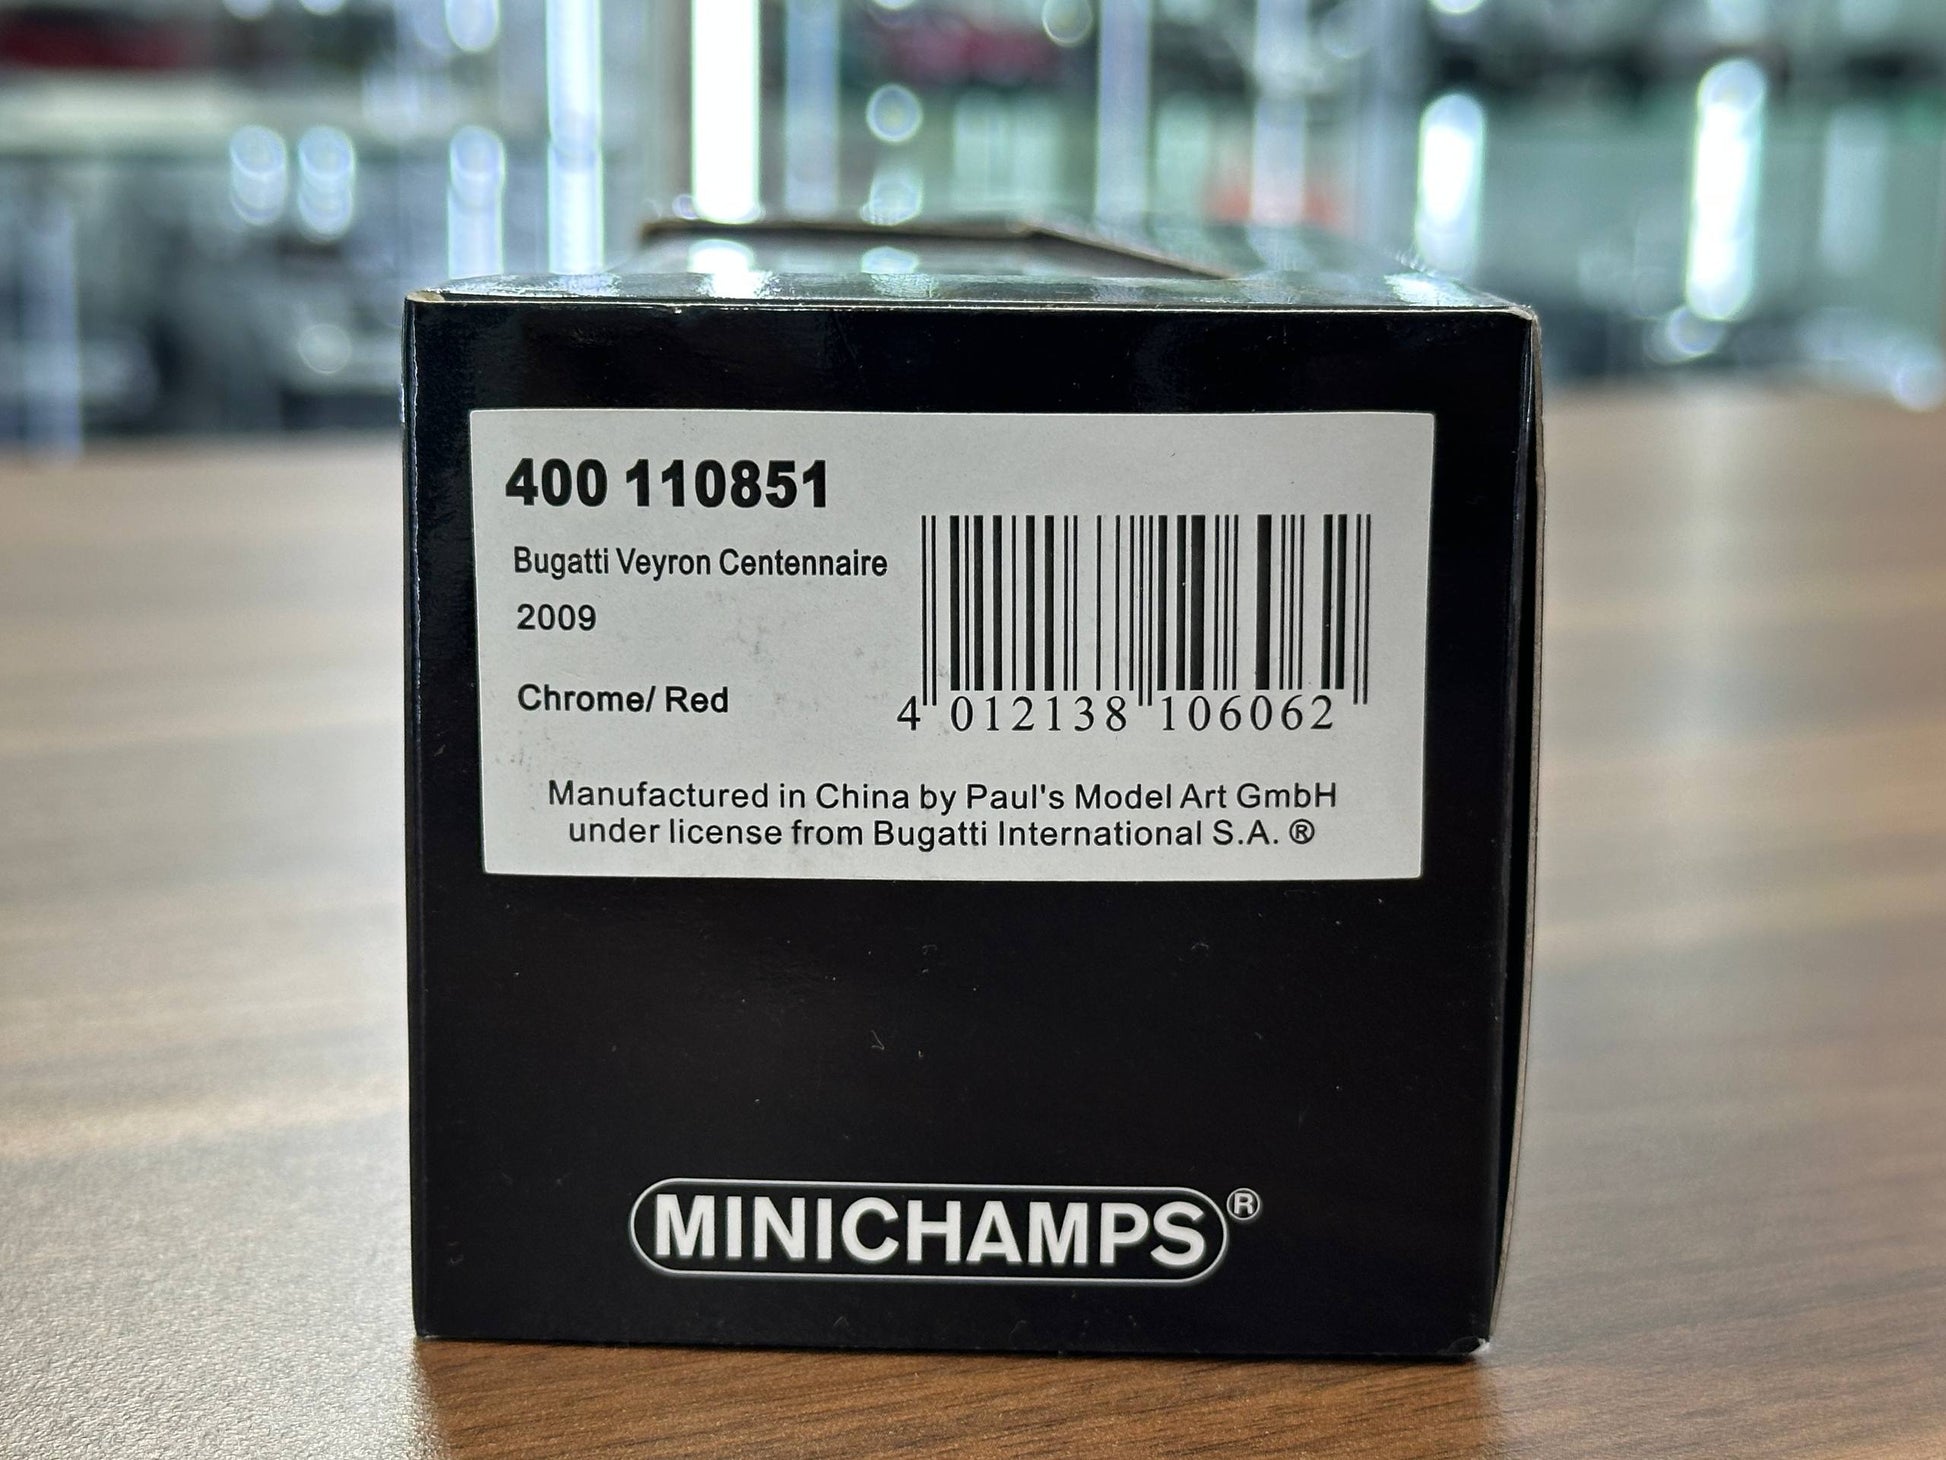 400 110851
Bugatti Veyron Centennaire
2009
Chrome/ Red
4 012138 106062
Manufactured in China by Paul's Model Art GmbH
under license from Bugatti International S.A. ®
MINICHAMPS®